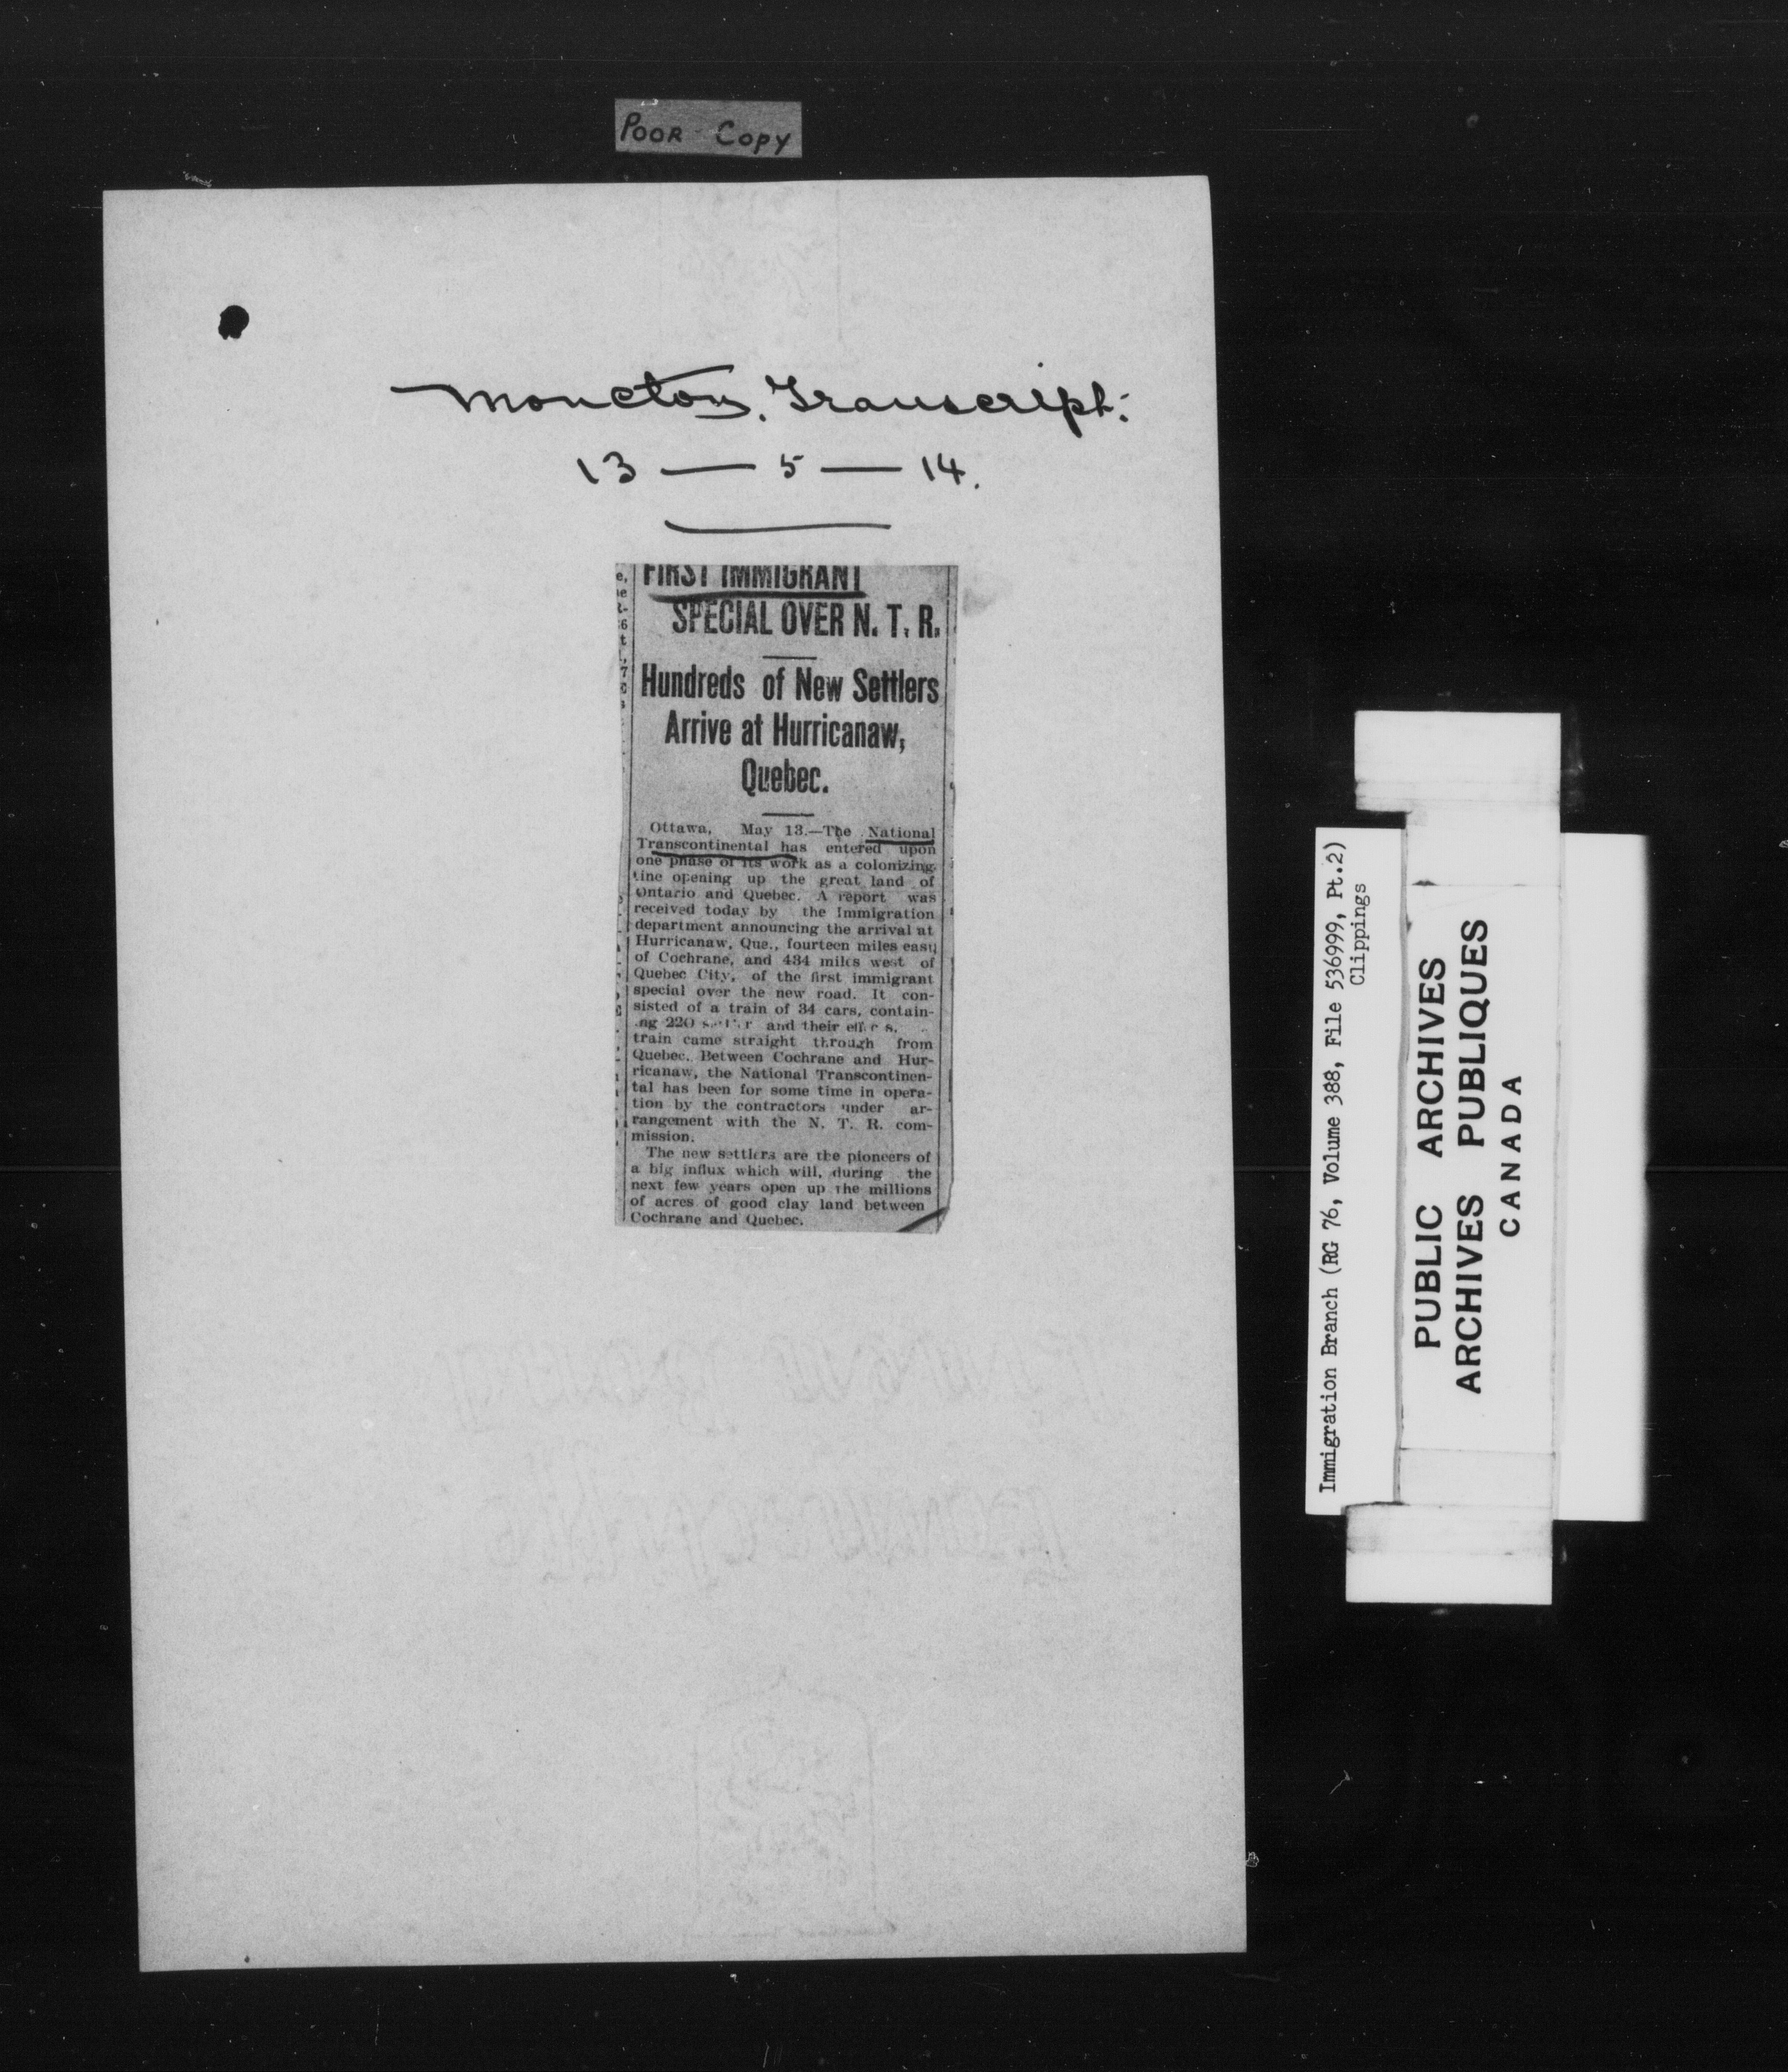 POOR COPY
Moncton. Transcript.
13 — 5 — 14.
FIRST IMMIGRANT
SPECIAL OVER N. T. R.
Hundreds of New Settlers
Arrive at Hurricanaw,
Quebec.
Ottawa, May 13.—The National
Transcontinental has entered upon
one phase of its work as a colonizing
line opening up the great land of
Ontario and Quebec. A report was
received today by the Immigration
department announcing the arrival at
Hurricanaw, Que., fourteen miles east
of Cochrane, and 434 miles west of
Quebec City, of the first immigrant
special over the new road. It con-
sisted of a train of 34 cars, contain-
ing 220 and their
train came straight through from
Quebec. Between Cochrane and Hur-
ricanaw, the National Transcontinen-
tal has been for some time in opera-
tion by the contractors under ar-
rangement with the N. T. R. com-
mission.
The new settlers are the pioneers of
a big influx which will, during the
next few years open up the millions
of acres of good clay land between
Cochrane and Quebec.
Immigration Branch (RG 76, Volume 388, File 536999, Pt.2)
Clippings
PUBLIC ARCHIVES
ARCHIVES PUBLIQUES
CANADA